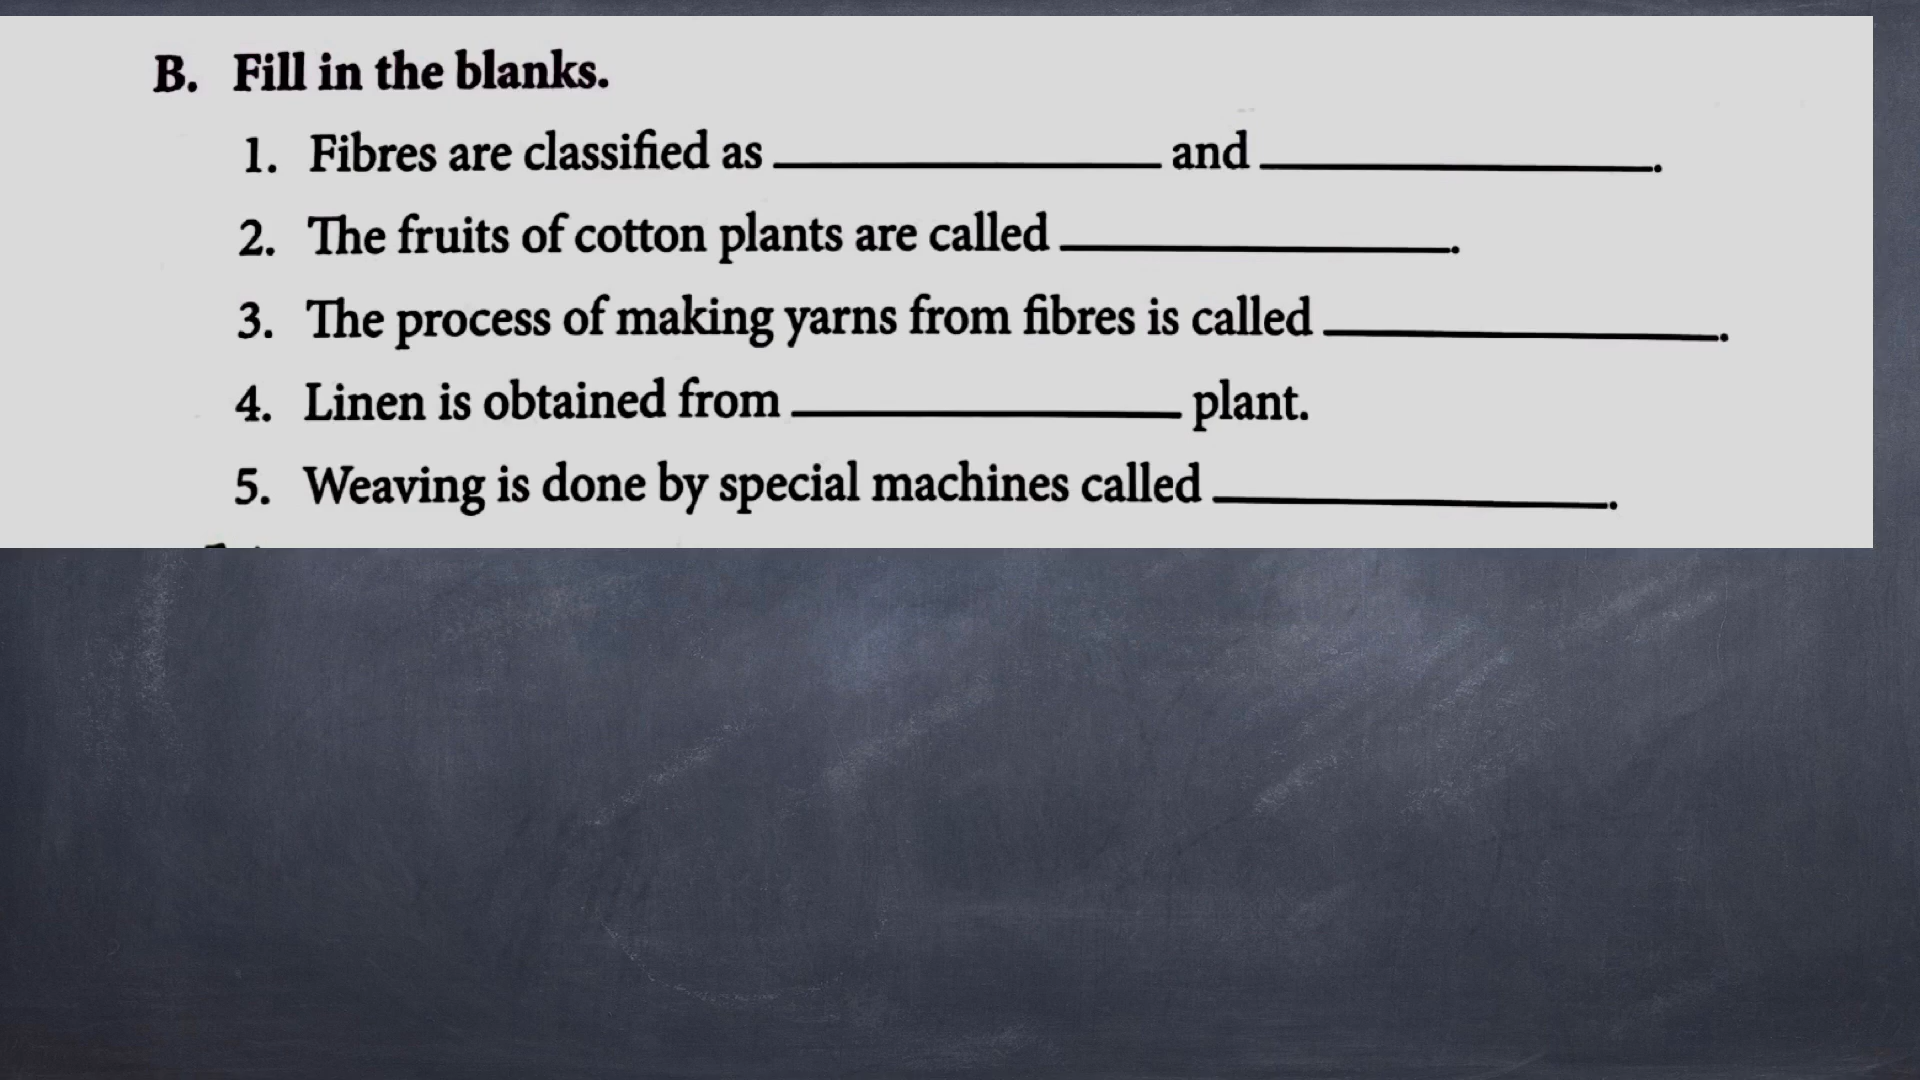 B. Fill in the blanks.
1. Fibres are classified as ____________ and ____________.
2. The fruits of cotton plants are called ____________.
3. The process of making yarns from fibres is called ____________.
4. Linen is obtained from ____________ plant.
5. Weaving is done by special machines called ____________.